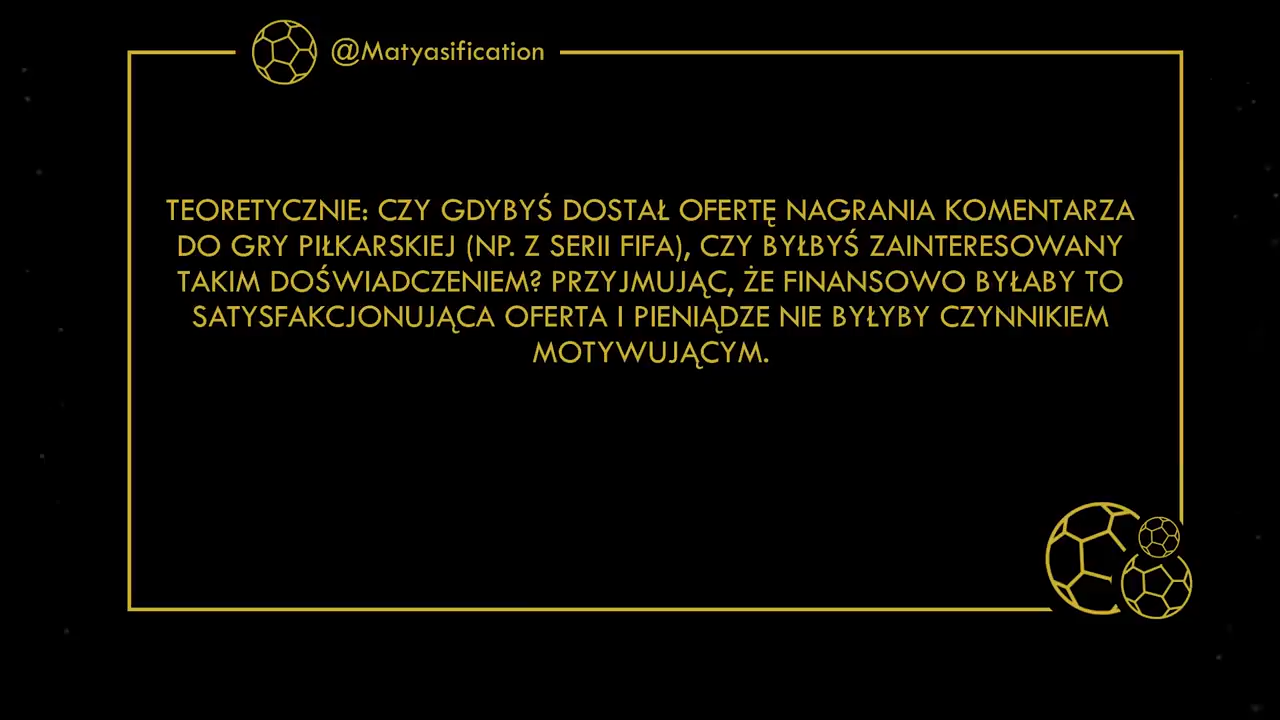 @Matyasification
TEORETYCZNIE: CZY GDYBYŚ DOSTAŁ OFERTĘ NAGRANIA KOMENTARZA
DO GRY PIŁKARSKIEJ (NP. Z SERII FIFA), CZY BYŁBYŚ ZAINTERESOWANY
TAKIM DOŚWIADCZENIEM? PRZYJMUJĄC, ŻE FINANSOWO BYŁABY TO
SATYSFAKCJONUJĄCA OFERTA I PIENIĄDZE NIE BYŁYBY CZYNNIKIEM
MOTYWUJĄCYM.